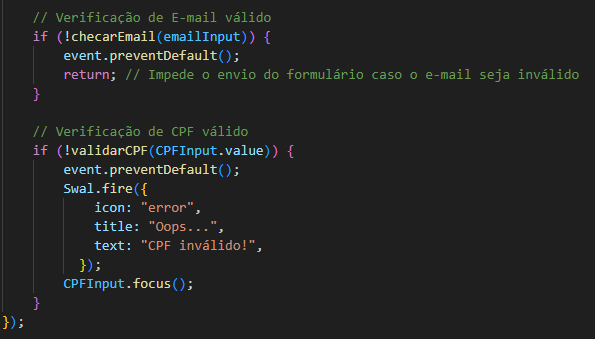 // Verificação de E-mail válido
if (!checarEmail(emailInput)) {
event.preventDefault();
return; // Impede o envio do formulário caso o e-mail seja inválido
}
// Verificação de CPF válido
if (!validarCPF(CPFInput.value)) {
event.preventDefault();
Swal.fire({
icon: "error",
title: "Oops...",
text: "CPF inválido!",
});
CPFInput.focus();
}
});